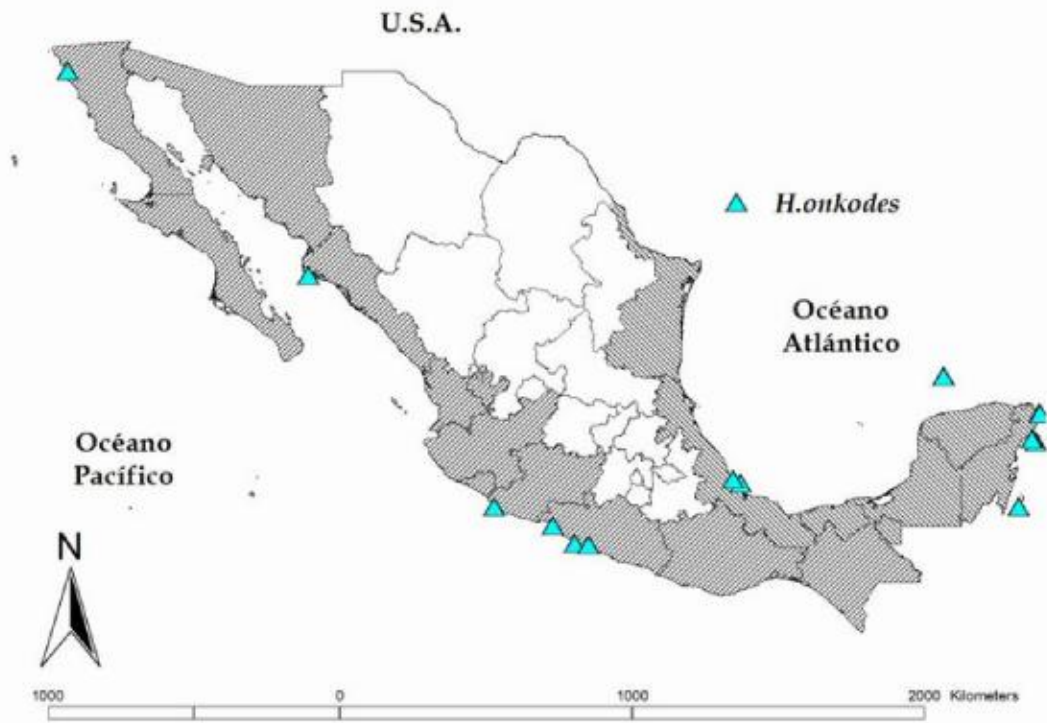 U.S.A.
H.onkodes
Océano
Atlántico
Océano
Pacífico
N
1000 0 1000 2000 Kilometers